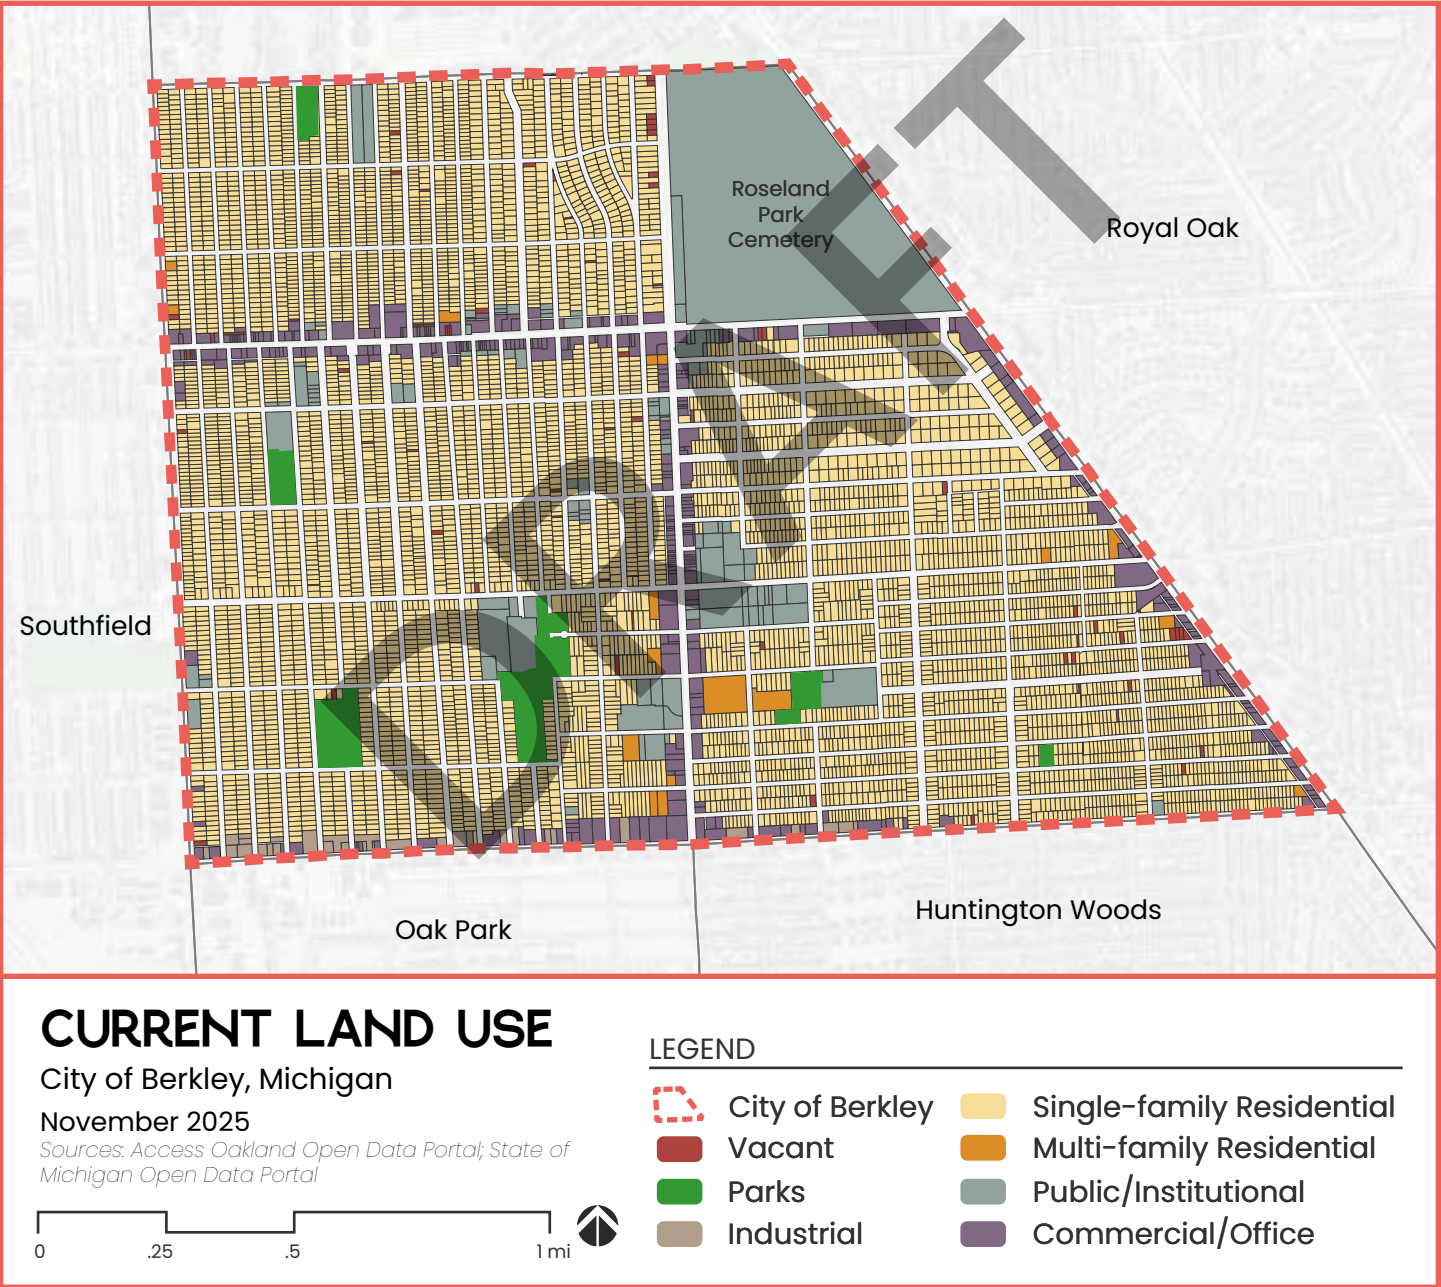 DRAFT
Roseland
Park
Cemetery
Royal Oak
Southfield
Oak Park
Huntington Woods
CURRENT LAND USE
City of Berkley, Michigan
November 2025
Sources: Access Oakland Open Data Portal; State of
Michigan Open Data Portal
0 .25 .5 1 mi
LEGEND
City of Berkley
Vacant
Parks
Industrial
Single-family Residential
Multi-family Residential
Public/Institutional
Commercial/Office